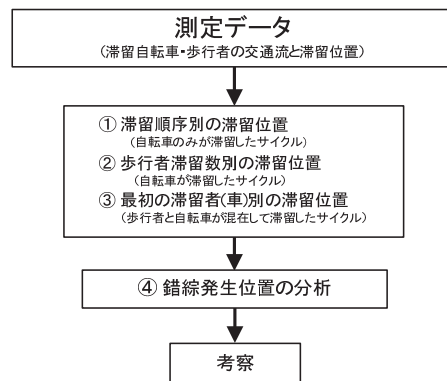 測定データ
(滞留自転車・歩行者の交通流と滞留位置)
① 滞留順序別の滞留位置
(自転車のみが滞留したサイクル)
② 歩行者滞留数別の滞留位置
(自転車が滞留したサイクル)
③ 最初の滞留者(車)別の滞留位置
(歩行者と自転車が混在して滞留したサイクル)
④ 錯綜発生位置の分析
考察